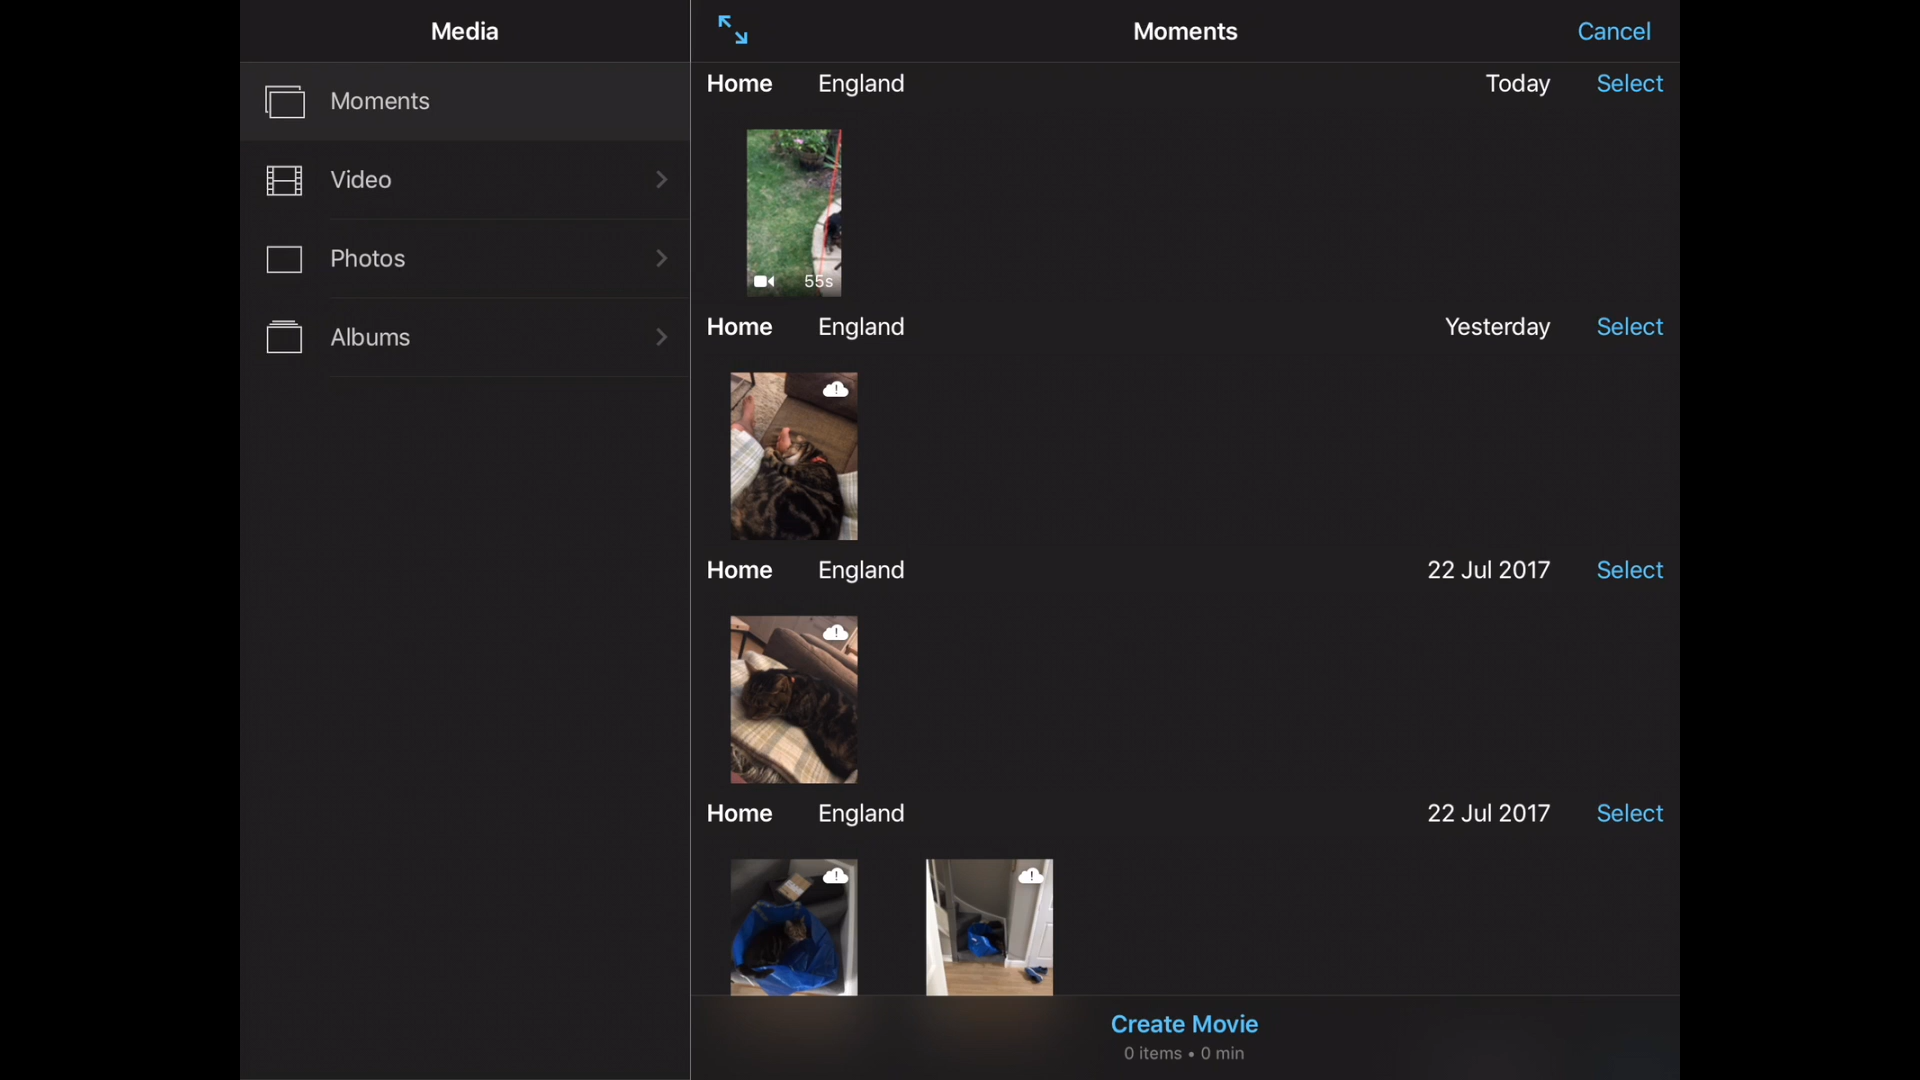 Media
Moments
Video
Photos
Albums
Moments
Cancel
Home England Today Select
55s
Home England Yesterday Select
Home England 22 Jul 2017 Select
Home England 22 Jul 2017 Select
Create Movie
0 items • 0 min